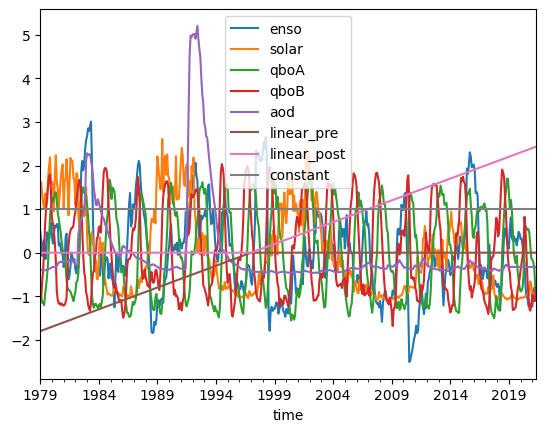 enso
solar
qboA
qboB
aod
linear_pre
linear_post
constant
5
4
3
2
1
0
−1
−2
1979 1984 1989 1994 1999 2004 2009 2014 2019
time